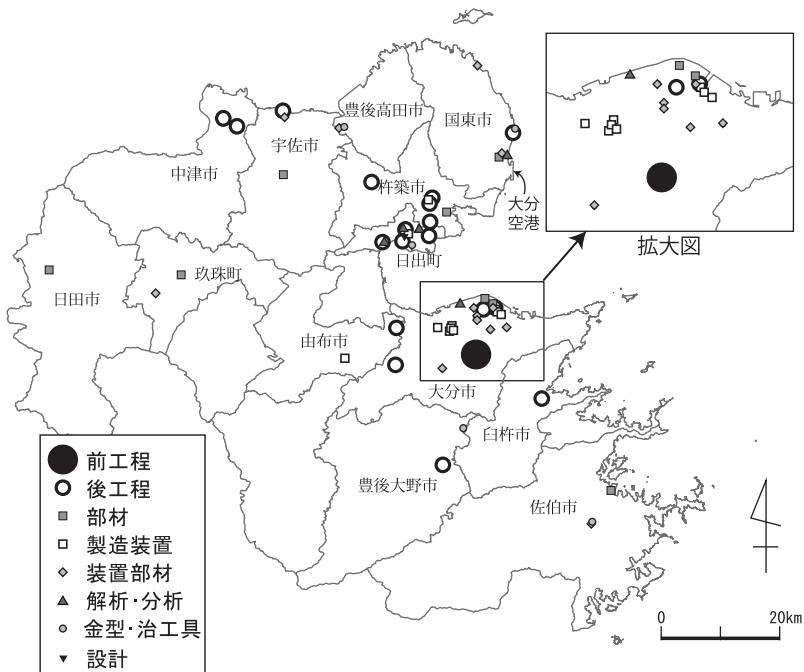 豊後高田市
国東市
宇佐市
中津市
杵築市
大分
空港
拡大図
日出町
玖珠町
日田市
由布市
大分市
臼杵市
豊後大野市
佐伯市
前工程
後工程
部材
製造装置
装置部材
解析・分析
金型・治工具
設計
0 20km